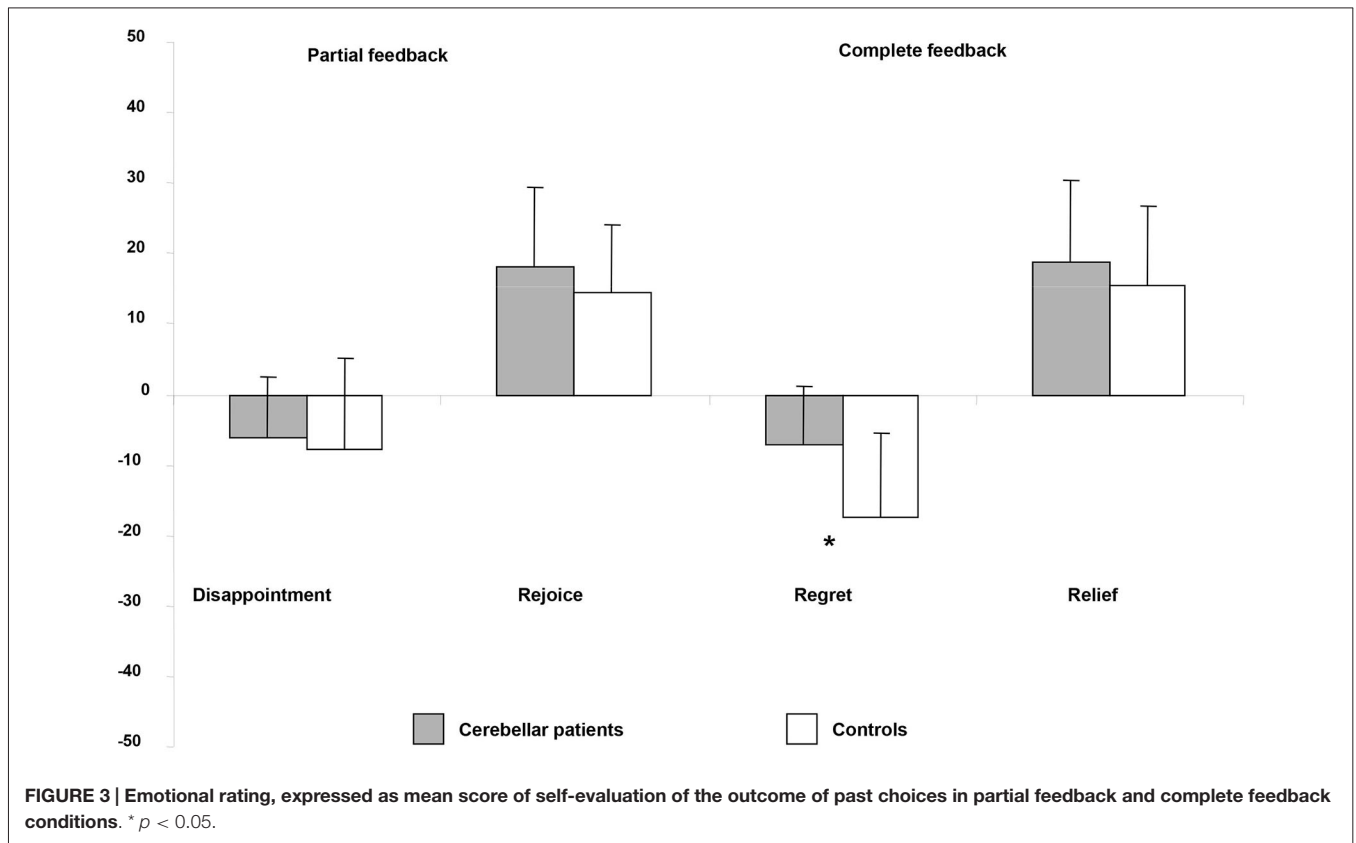 50
Partial feedback
Complete feedback
40
30
20
10
0
-10
-20
*
-30
Disappointment
Rejoice
Regret
Relief
-40
-50
Cerebellar patients
Controls
FIGURE 3 | Emotional rating, expressed as mean score of self-evaluation of the outcome of past choices in partial feedback and complete feedback
conditions. * p < 0.05.